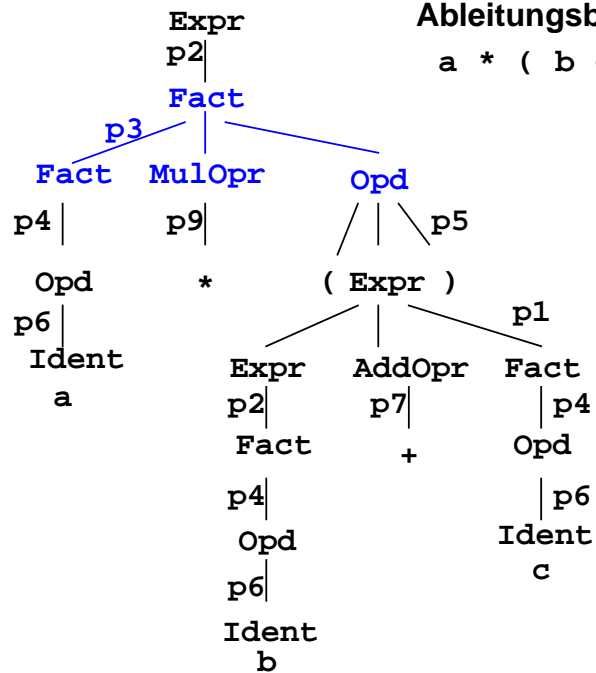 Expr
Ableitungsb
p2
a * ( b
Fact
p3
Fact MulOpr Opd
p4 p9 p5
Opd * ( Expr )
p6 p1
Ident
a
Expr AddOpr Fact
p2 p7 p4
Fact + Opd
p4 p6
Opd Ident
c
p6
Ident
b